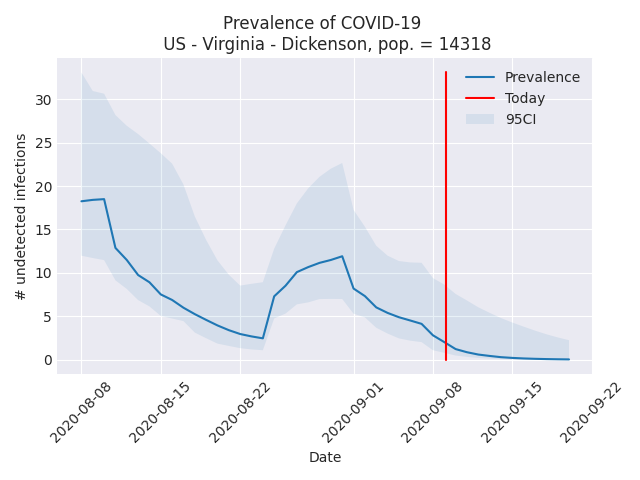 Prevalence of COVID-19
US - Virginia - Dickenson, pop. = 14318
Prevalence
Today
95CI
# undetected infections
30
25
20
15
10
5
0
2020-08-08
2020-08-15
2020-08-22
2020-09-01
2020-09-08
2020-09-15
2020-09-22
Date